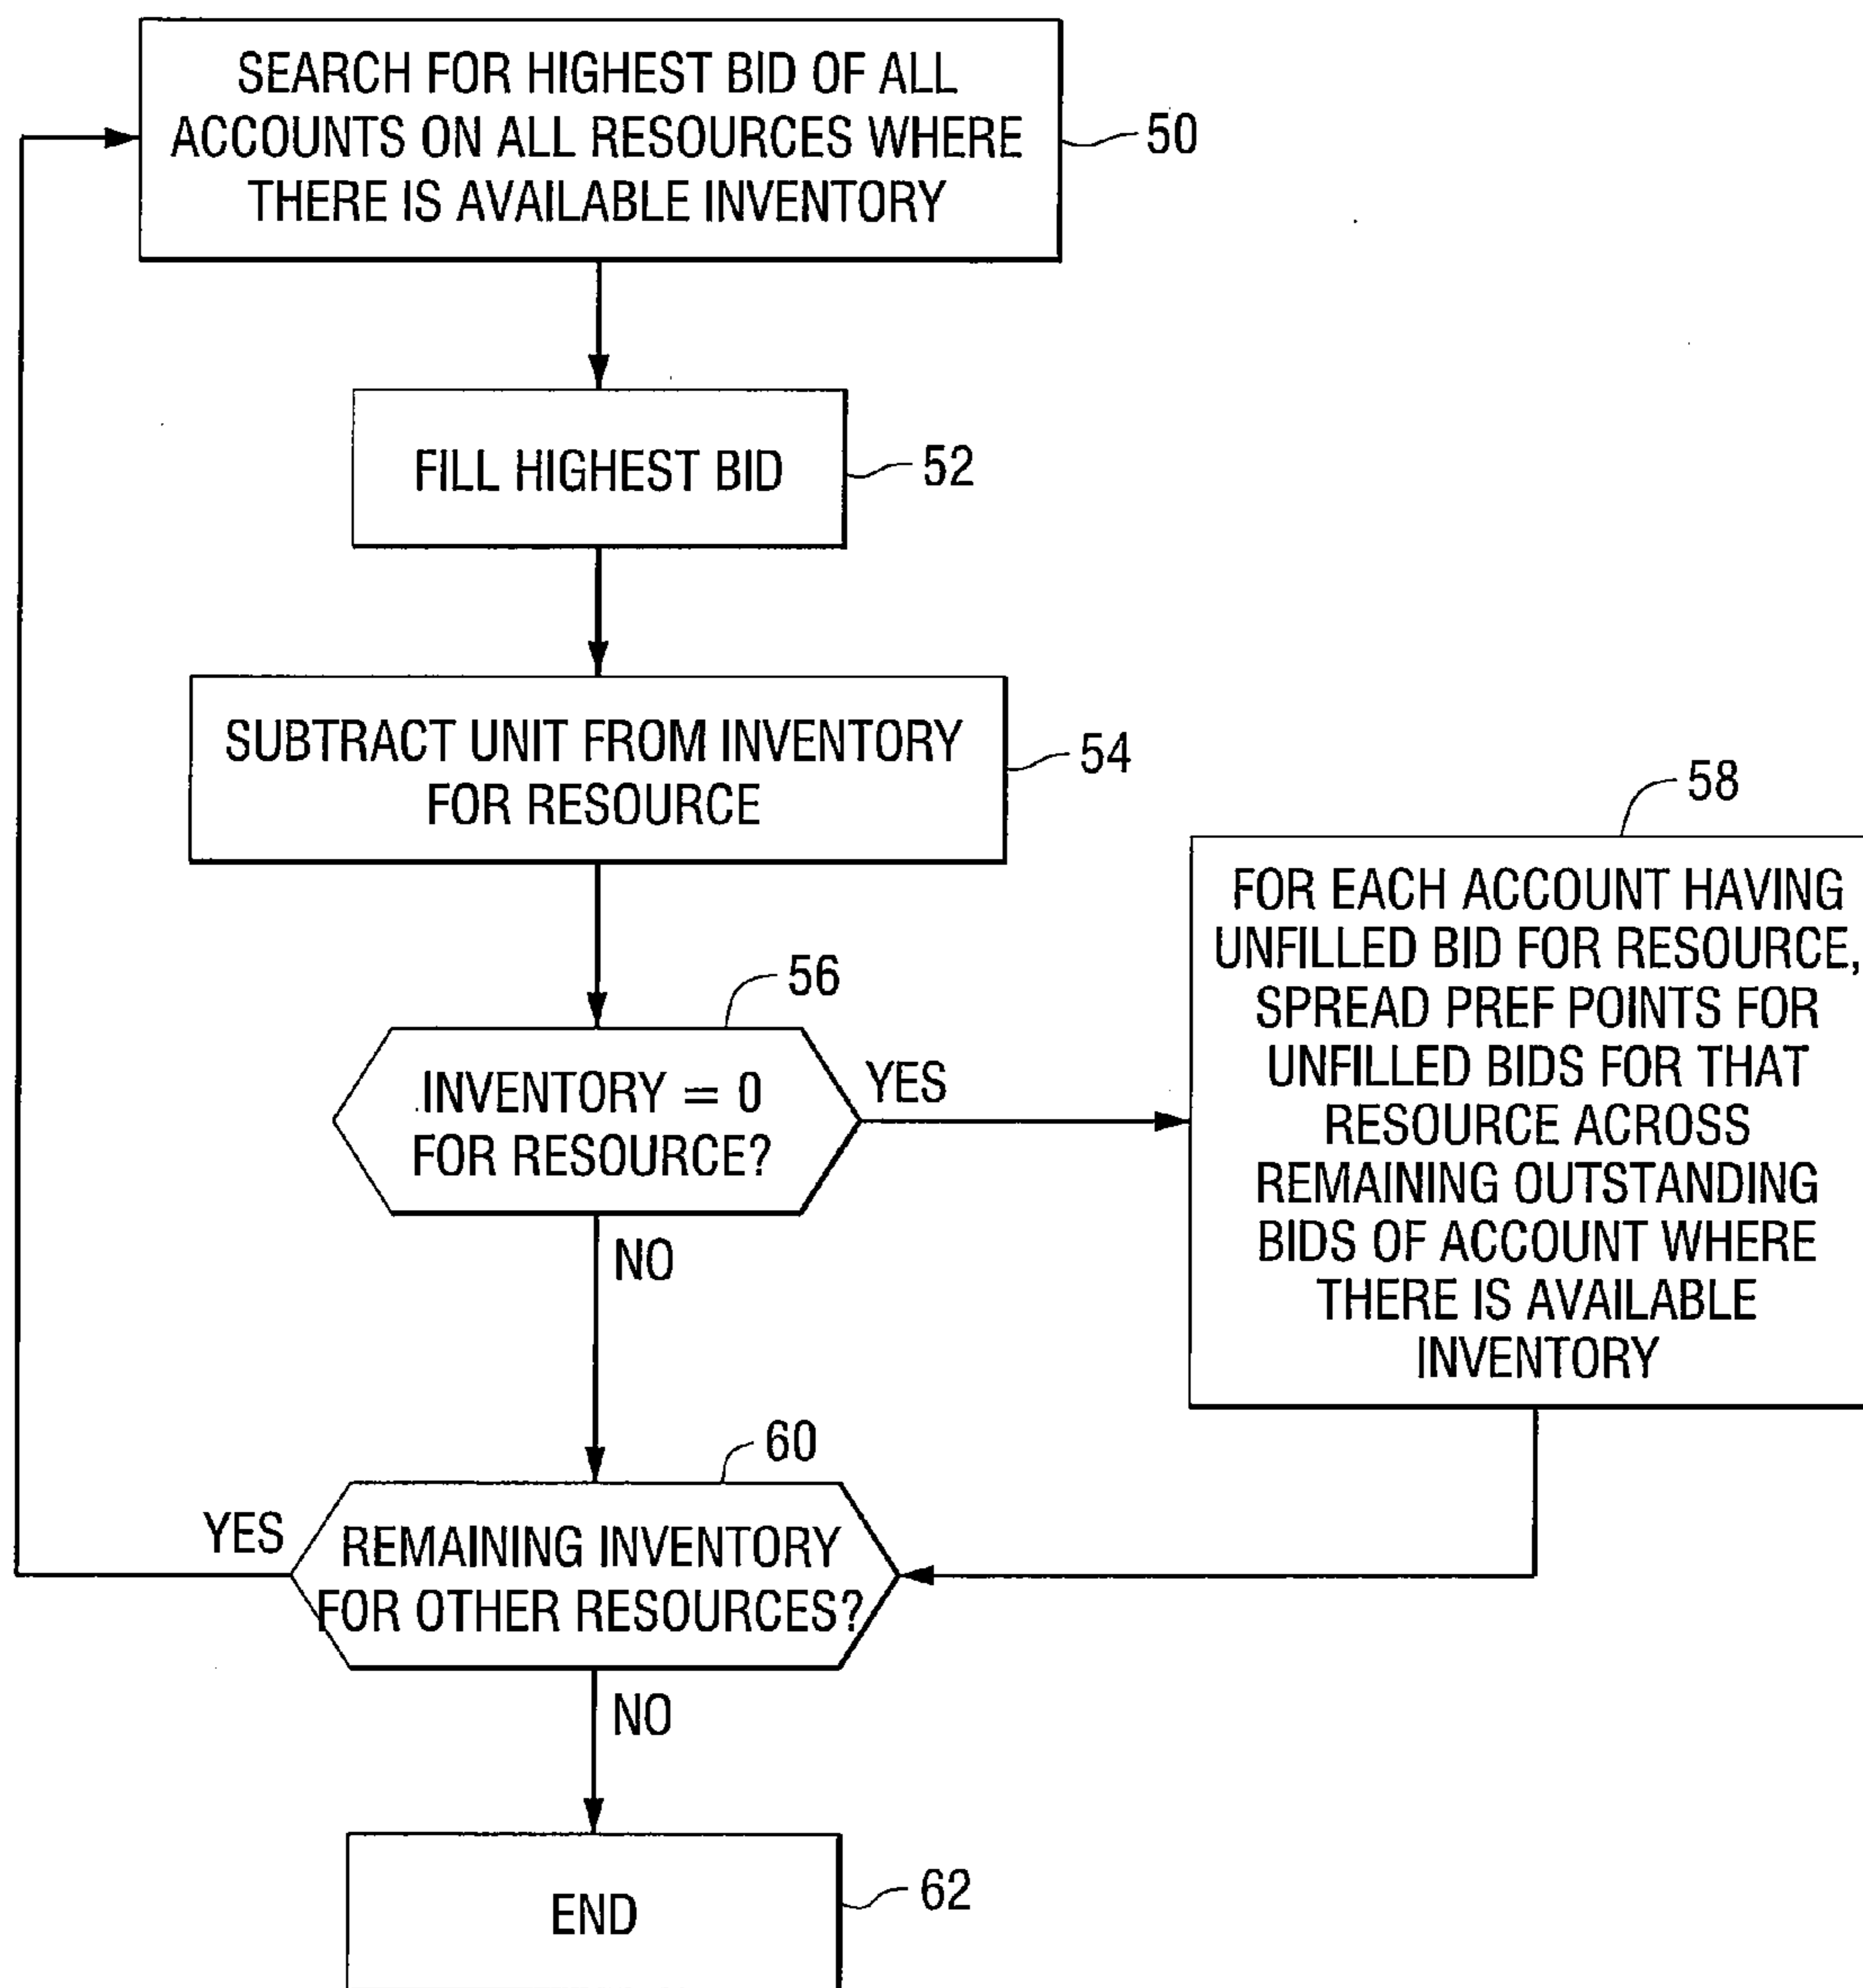 SEARCH FOR HIGHEST BID OF ALL
ACCOUNTS ON ALL RESOURCES WHERE
THERE IS AVAILABLE INVENTORY
50
FILL HIGHEST BID
52
SUBTRACT UNIT FROM INVENTORY
FOR RESOURCE
54
56
INVENTORY = 0
FOR RESOURCE?
YES
NO
58
FOR EACH ACCOUNT HAVING
UNFILLED BID FOR RESOURCE,
SPREAD PREF POINTS FOR
UNFILLED BIDS FOR THAT
RESOURCE ACROSS
REMAINING OUTSTANDING
BIDS OF ACCOUNT WHERE
THERE IS AVAILABLE
INVENTORY
60
YES
REMAINING INVENTORY
FOR OTHER RESOURCES?
NO
END
62